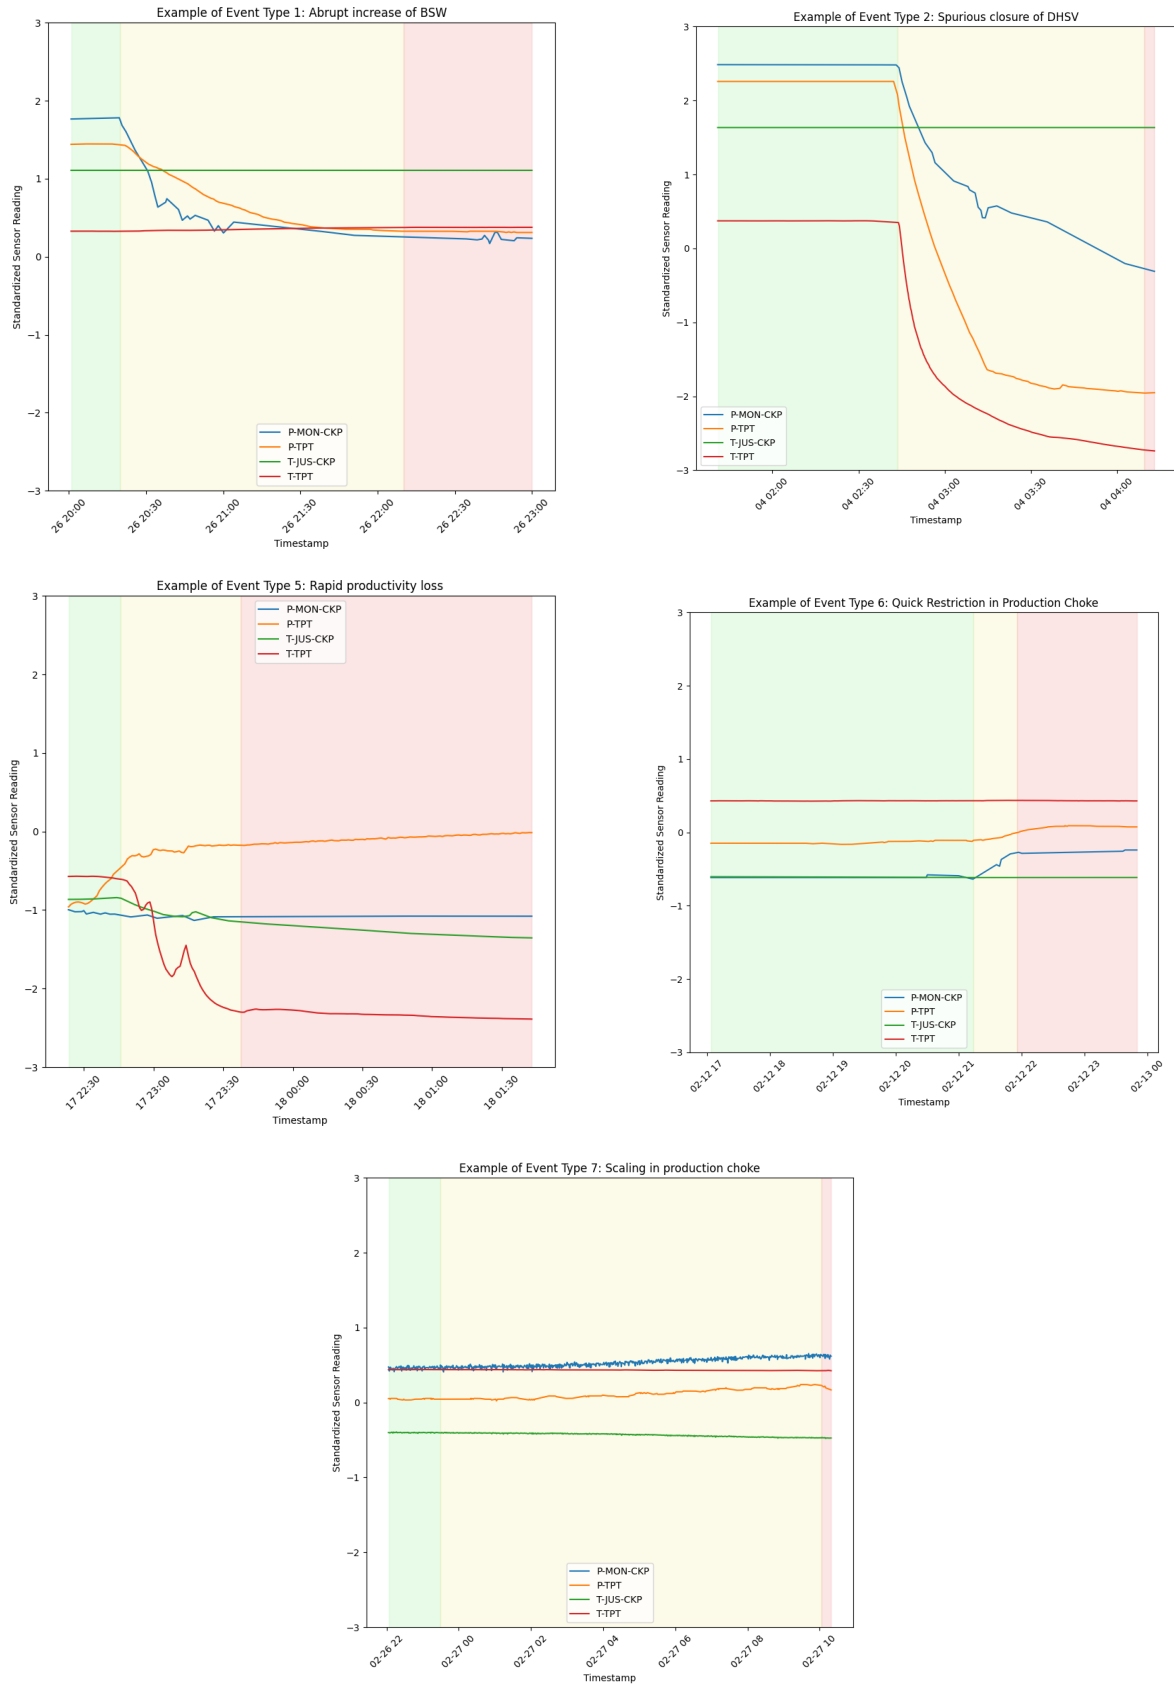 Example of Event Type 1: Abrupt increase of BSW
3
2
1
0
−1
−2
−3
Standardized Sensor Reading
P-MON-CKP
P-TPT
T-JUS-CKP
T-TPT
26 20:00
26 20:30
26 21:00
26 21:30
26 22:00
26 22:30
26 23:00
Timestamp
Example of Event Type 2: Spurious closure of DHSV
3
2
1
0
−1
−2
−3
Standardized Sensor Reading
P-MON-CKP
P-TPT
T-JUS-CKP
T-TPT
04 02:00
04 02:30
04 03:00
04 03:30
04 04:00
Timestamp
Example of Event Type 5: Rapid productivity loss
3
2
1
0
−1
−2
−3
Standardized Sensor Reading
P-MON-CKP
P-TPT
T-JUS-CKP
T-TPT
17 22:30
17 23:00
17 23:30
18 00:00
18 00:30
18 01:00
18 01:30
Timestamp
Example of Event Type 6: Quick Restriction in Production Choke
3
2
1
0
−1
−2
−3
Standardized Sensor Reading
P-MON-CKP
P-TPT
T-JUS-CKP
T-TPT
02-12 17
02-12 18
02-12 19
02-12 20
02-12 21
02-12 22
02-12 23
02-13 00
Timestamp
Example of Event Type 7: Scaling in production choke
3
2
1
0
−1
−2
−3
Standardized Sensor Reading
P-MON-CKP
P-TPT
T-JUS-CKP
T-TPT
02-26 22
02-27 00
02-27 02
02-27 04
02-27 06
02-27 08
02-27 10
Timestamp